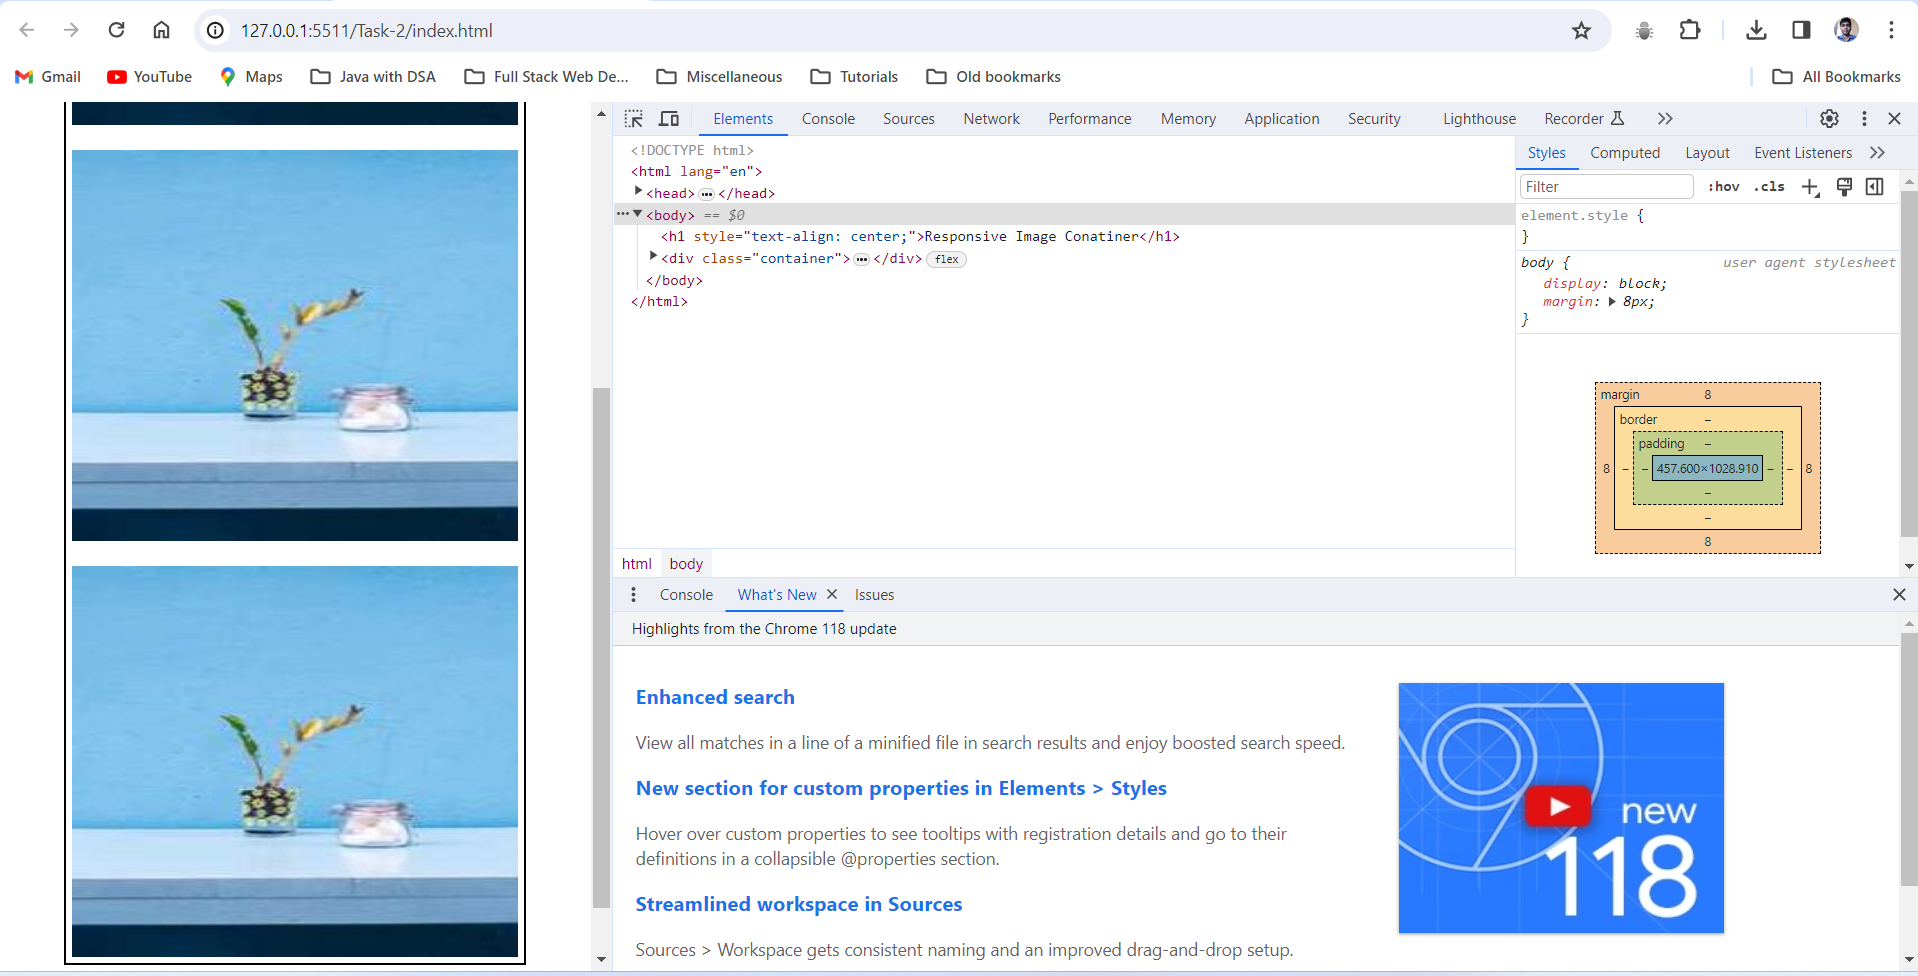 127.0.0.1:5511/Task-2/index.html
Gmail YouTube Maps Java with DSA Full Stack Web De... Miscellaneous Tutorials Old bookmarks All Bookmarks
Elements Console Sources Network Performance Memory Application Security Lighthouse Recorder
<!DOCTYPE html>
<html lang="en">
<head> ••• </head>
••• <body> == $0
<h1 style="text-align: center;">Responsive Image Conatiner</h1>
<div class="container"> ••• </div> flex
</body>
</html>
html body
Styles Computed Layout Event Listeners
Filter :hov .cls
element.style {
}
body { user agent stylesheet
display: block;
margin: 8px;
}
margin 8
border –
padding –
8 – – 457.600×1028.910 – – 8
–
–
8
Console What's New Issues
Highlights from the Chrome 118 update
Enhanced search
View all matches in a line of a minified file in search results and enjoy boosted search speed.
New section for custom properties in Elements > Styles
Hover over custom properties to see tooltips with registration details and go to their
definitions in a collapsible @properties section.
Streamlined workspace in Sources
Sources > Workspace gets consistent naming and an improved drag-and-drop setup.
new
118